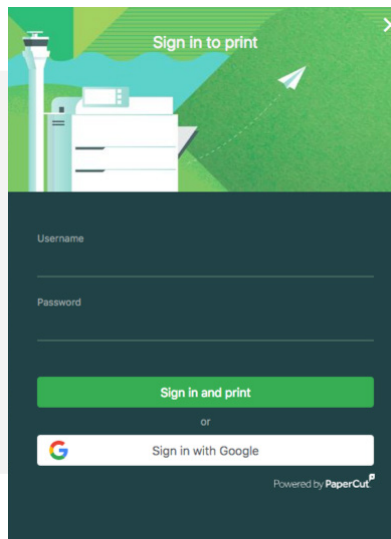 Sign in to print
Username
Password
Sign in and print
or
Sign in with Google
Powered by PaperCut